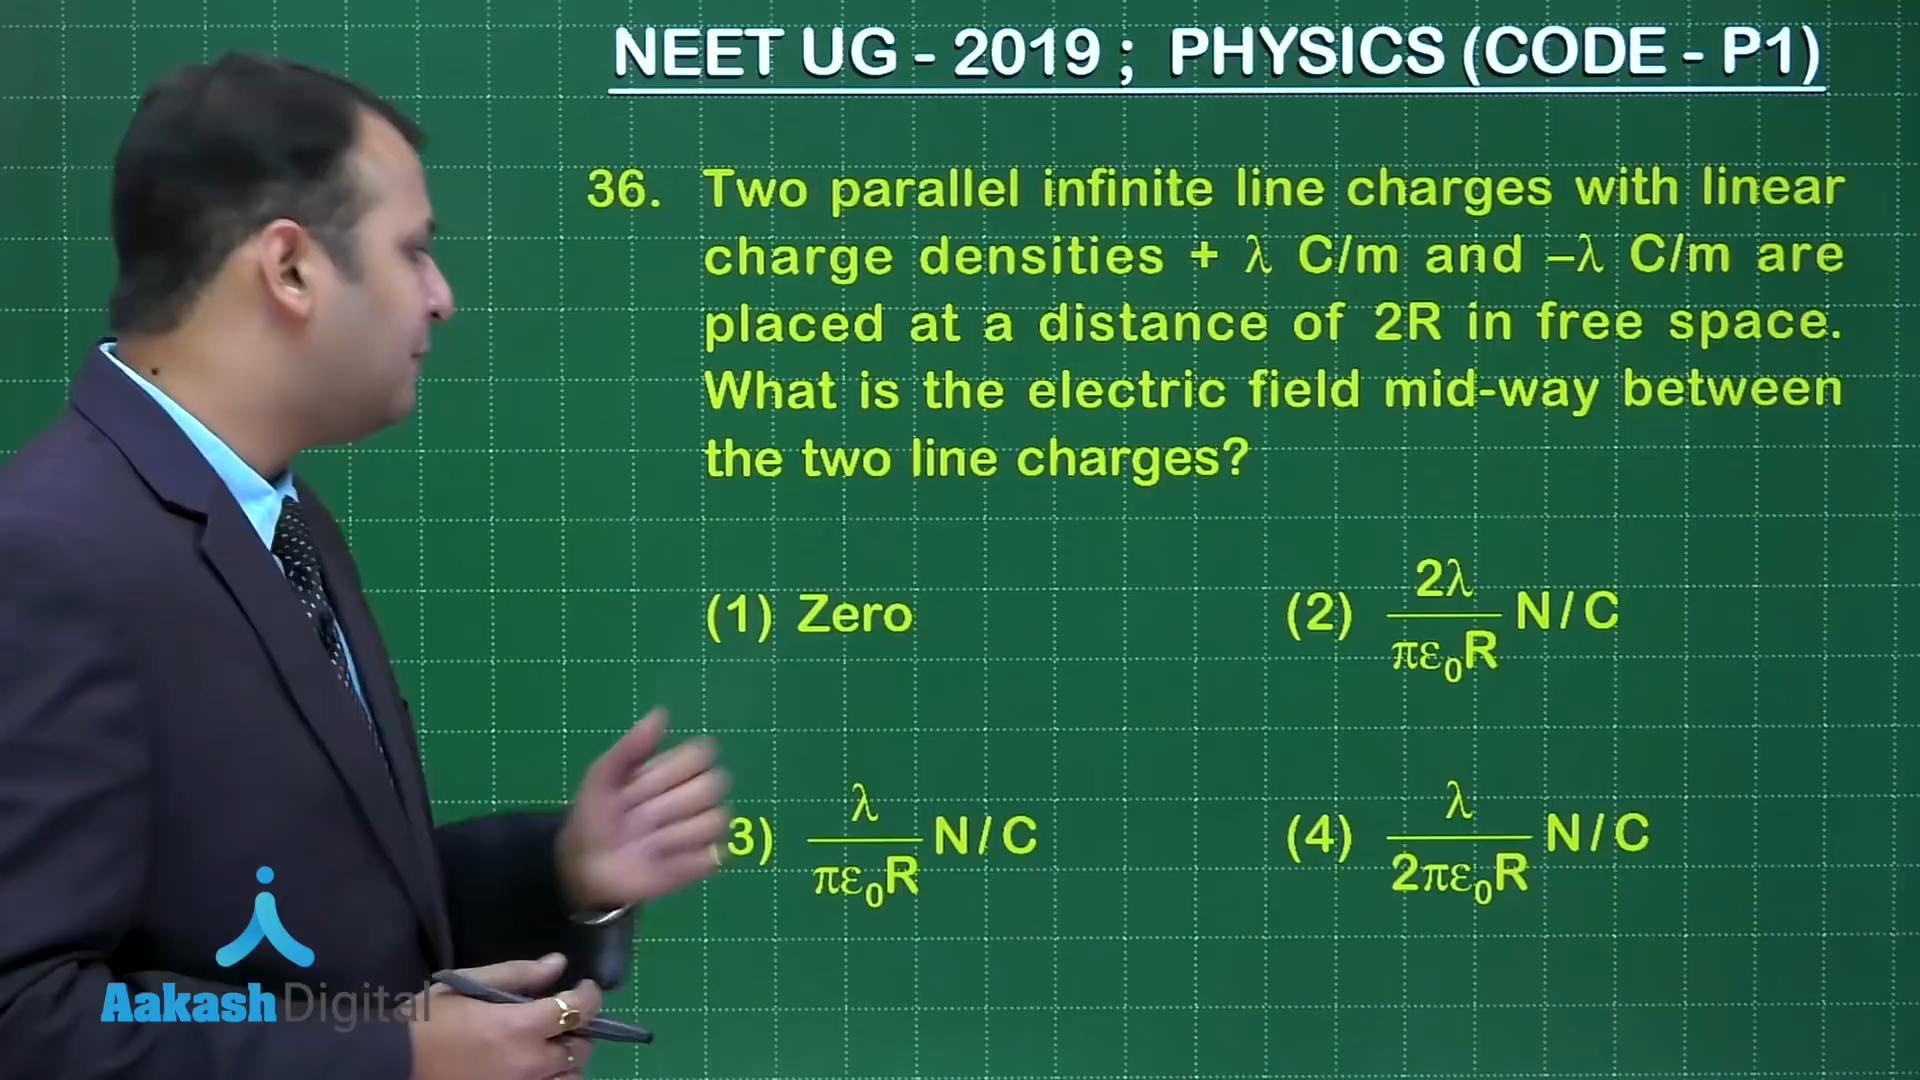 NEET UG - 2019 ; PHYSICS (CODE - P1)
36. Two parallel infinite line charges with linear
charge densities + λ C/m and –λ C/m are
placed at a distance of 2R in free space.
What is the electric field mid-way between
the two line charges?
(1) Zero
(2) 2λ/πε₀R N/C
(3) λ/πε₀R N/C
(4) λ/2πε₀R N/C
Aakash Digital